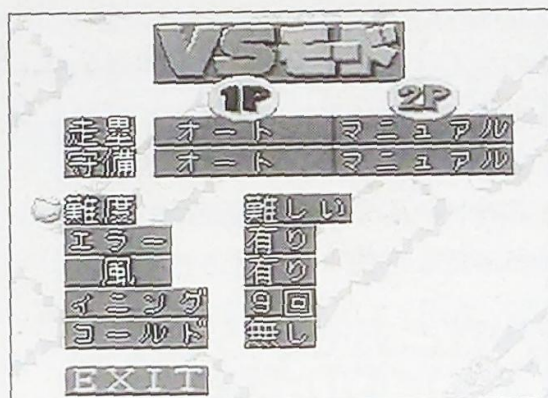 VSモード
1P 2P
走塁 オート マニュアル
守備 オート マニュアル
難度 難しい
エラー 有り
風 有り
イニング 9回
コールド 無し
EXIT